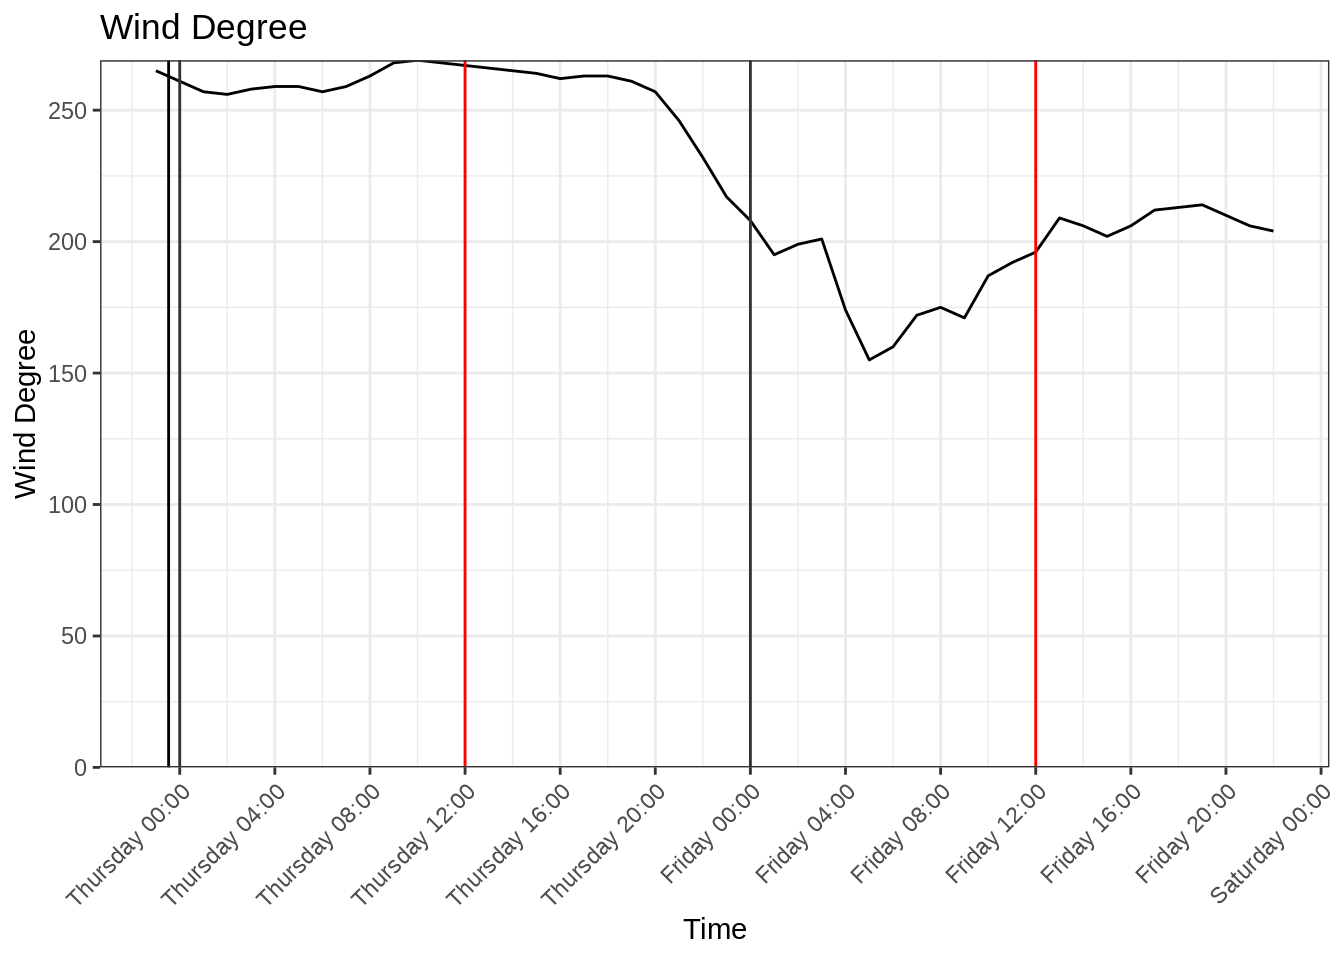 Wind Degree
Wind Degree
250
200
150
100
50
0
Thursday 00:00
Thursday 04:00
Thursday 08:00
Thursday 12:00
Thursday 16:00
Thursday 20:00
Friday 00:00
Friday 04:00
Friday 08:00
Friday 12:00
Friday 16:00
Friday 20:00
Saturday 00:00
Time